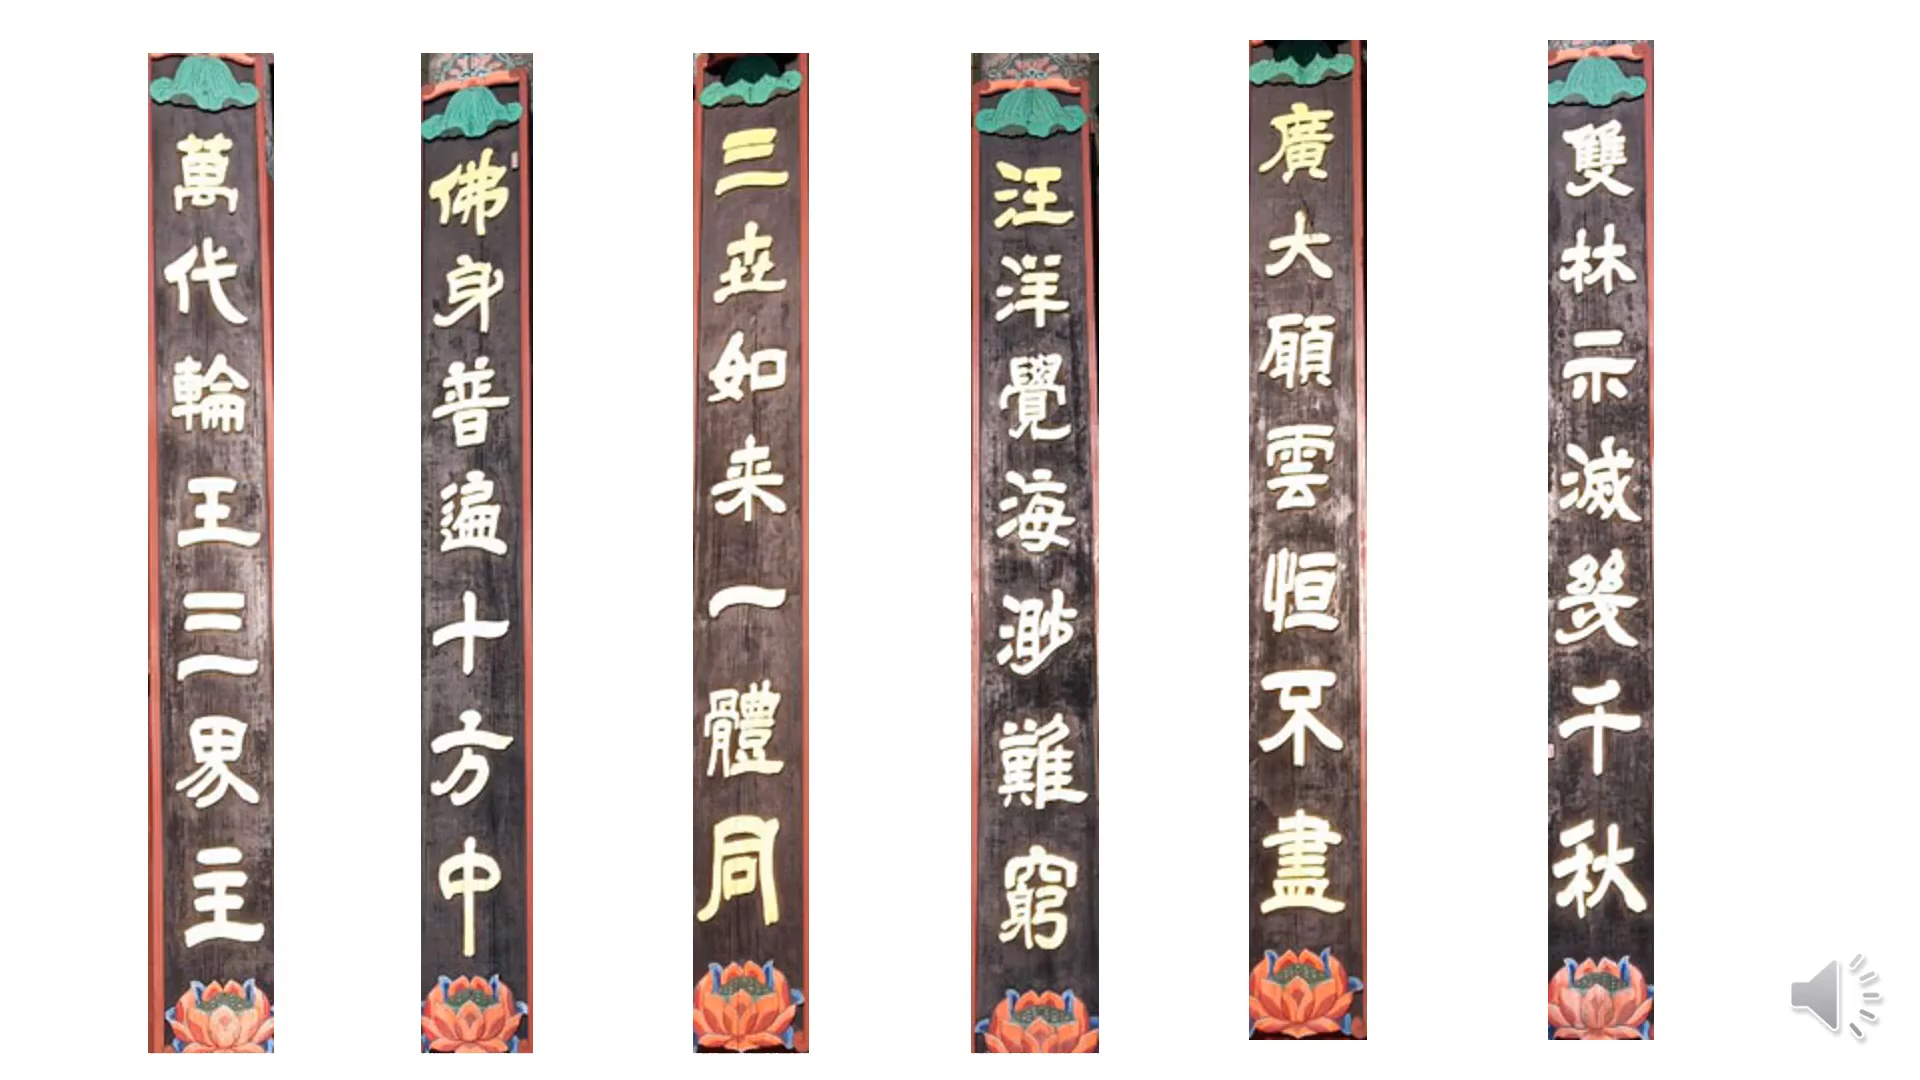 萬代輪王三界主
佛身普遍十方中
三世如来一體同
汪洋覺海渺難窮
廣大願雲恒不盡
雙林示滅幾千秋